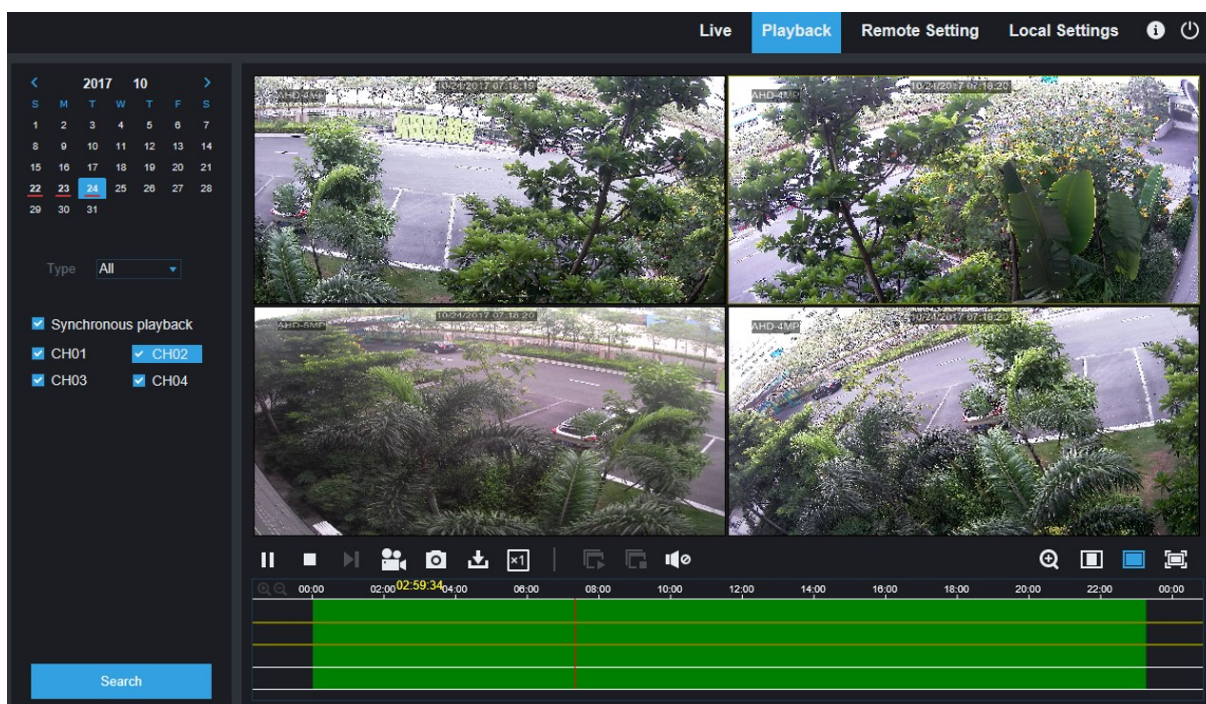 Live Playback Remote Setting Local Settings
2017 10
S M T W T F S
1 2 3 4 5 6 7
8 9 10 11 12 13 14
15 16 17 18 19 20 21
22 23 24 25 26 27 28
29 30 31
Type All
Synchronous playback
CH01 CH02
CH03 CH04
Search
AHD-4MP 10/24/2017 07:18:19
AHD-4MP 10/24/2017 07:18:20
AHD-5MP 10/24/2017 07:18:20
AHD-4MP 10/24/2017 07:18:20
×1
00:00 02:00 02:59:34 04:00 06:00 08:00 10:00 12:00 14:00 16:00 18:00 20:00 22:00 00:00